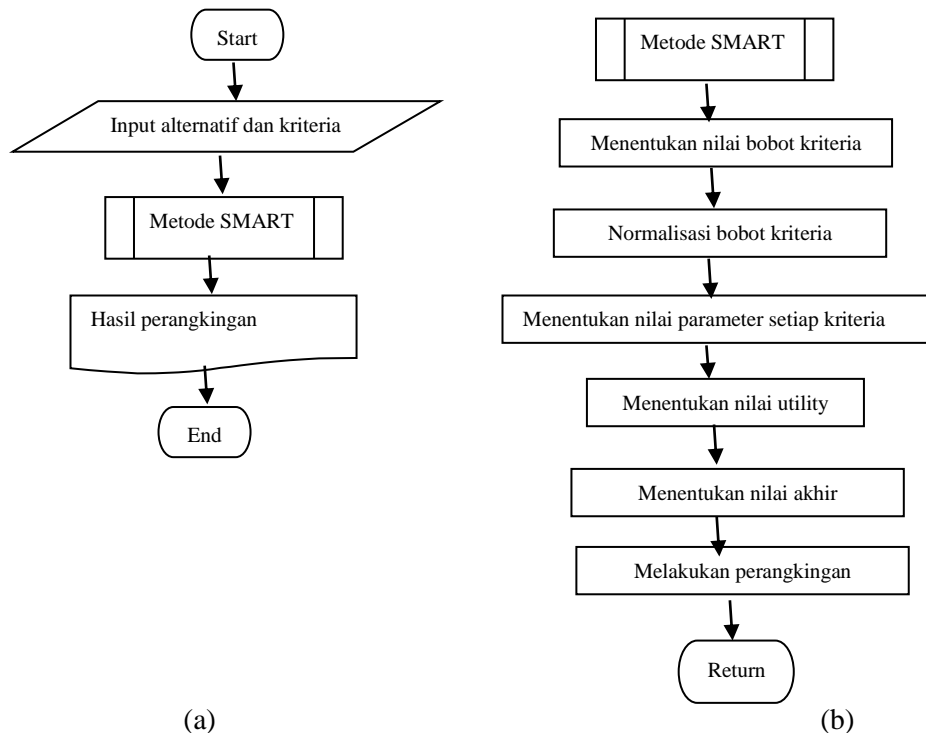 Start
Input alternatif dan kriteria
Metode SMART
Hasil perangkingan
End
(a)
Metode SMART
Menentukan nilai bobot kriteria
Normalisasi bobot kriteria
Menentukan nilai parameter setiap kriteria
Menentukan nilai utility
Menentukan nilai akhir
Melakukan perangkingan
Return
(b)